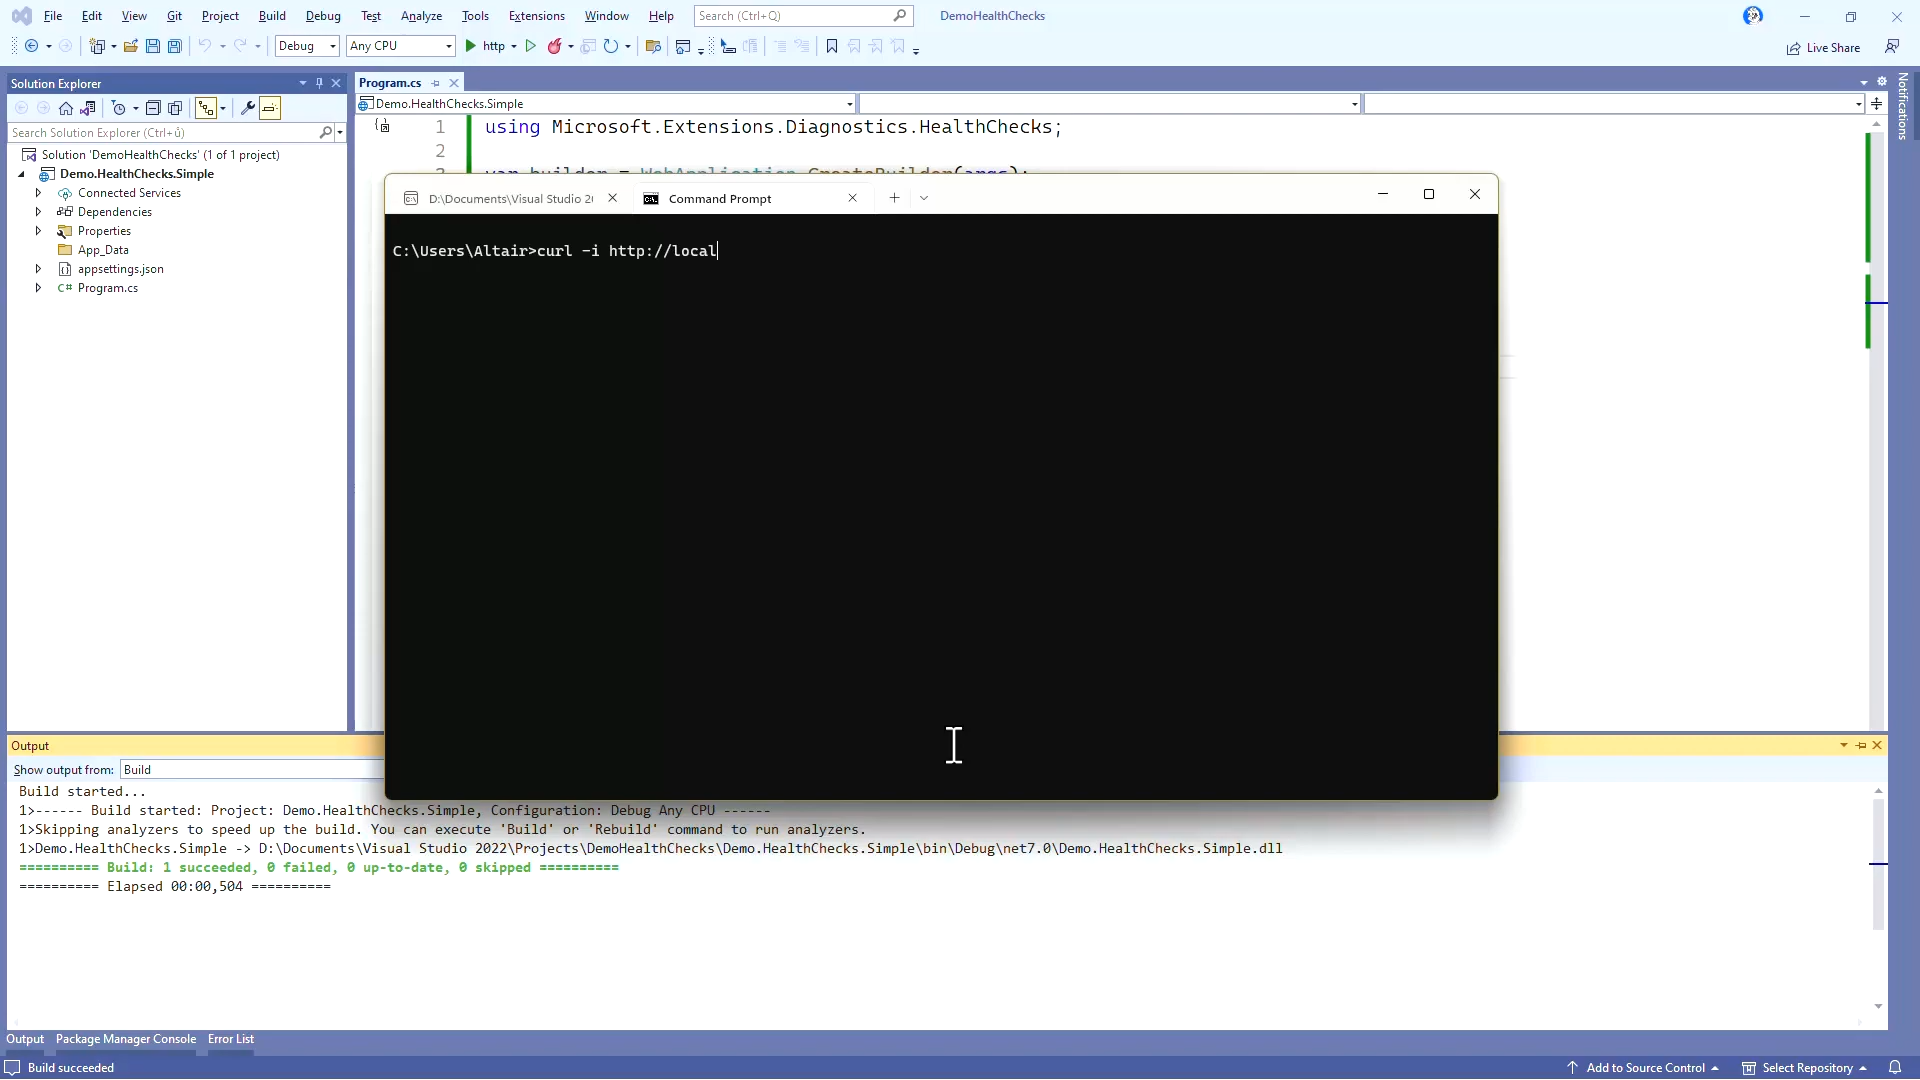 File Edit View Git Project Build Debug Test Analyze Tools Extensions Window Help Search (Ctrl+Q) DemoHealthChecks
Debug Any CPU http Live Share
Solution Explorer
Search Solution Explorer (Ctrl+ů)
Solution 'DemoHealthChecks' (1 of 1 project)
Demo.HealthChecks.Simple
Connected Services
Dependencies
Properties
App_Data
appsettings.json
C# Program.cs
Program.cs
Demo.HealthChecks.Simple
1 using Microsoft.Extensions.Diagnostics.HealthChecks;
2
3 var builder = WebApplication.CreateBuilder(args);
D:\Documents\Visual Studio 2
Command Prompt
C:\Users\Altair>curl -i http://local
Notifications
Output
Show output from: Build
Build started...
1>------ Build started: Project: Demo.HealthChecks.Simple, Configuration: Debug Any CPU ------
1>Skipping analyzers to speed up the build. You can execute 'Build' or 'Rebuild' command to run analyzers.
1>Demo.HealthChecks.Simple -> D:\Documents\Visual Studio 2022\Projects\DemoHealthChecks\Demo.HealthChecks.Simple\bin\Debug\net7.0\Demo.HealthChecks.Simple.dll
========== Build: 1 succeeded, 0 failed, 0 up-to-date, 0 skipped ==========
========== Elapsed 00:00,504 ==========
Output Package Manager Console Error List
Build succeeded Add to Source Control Select Repository